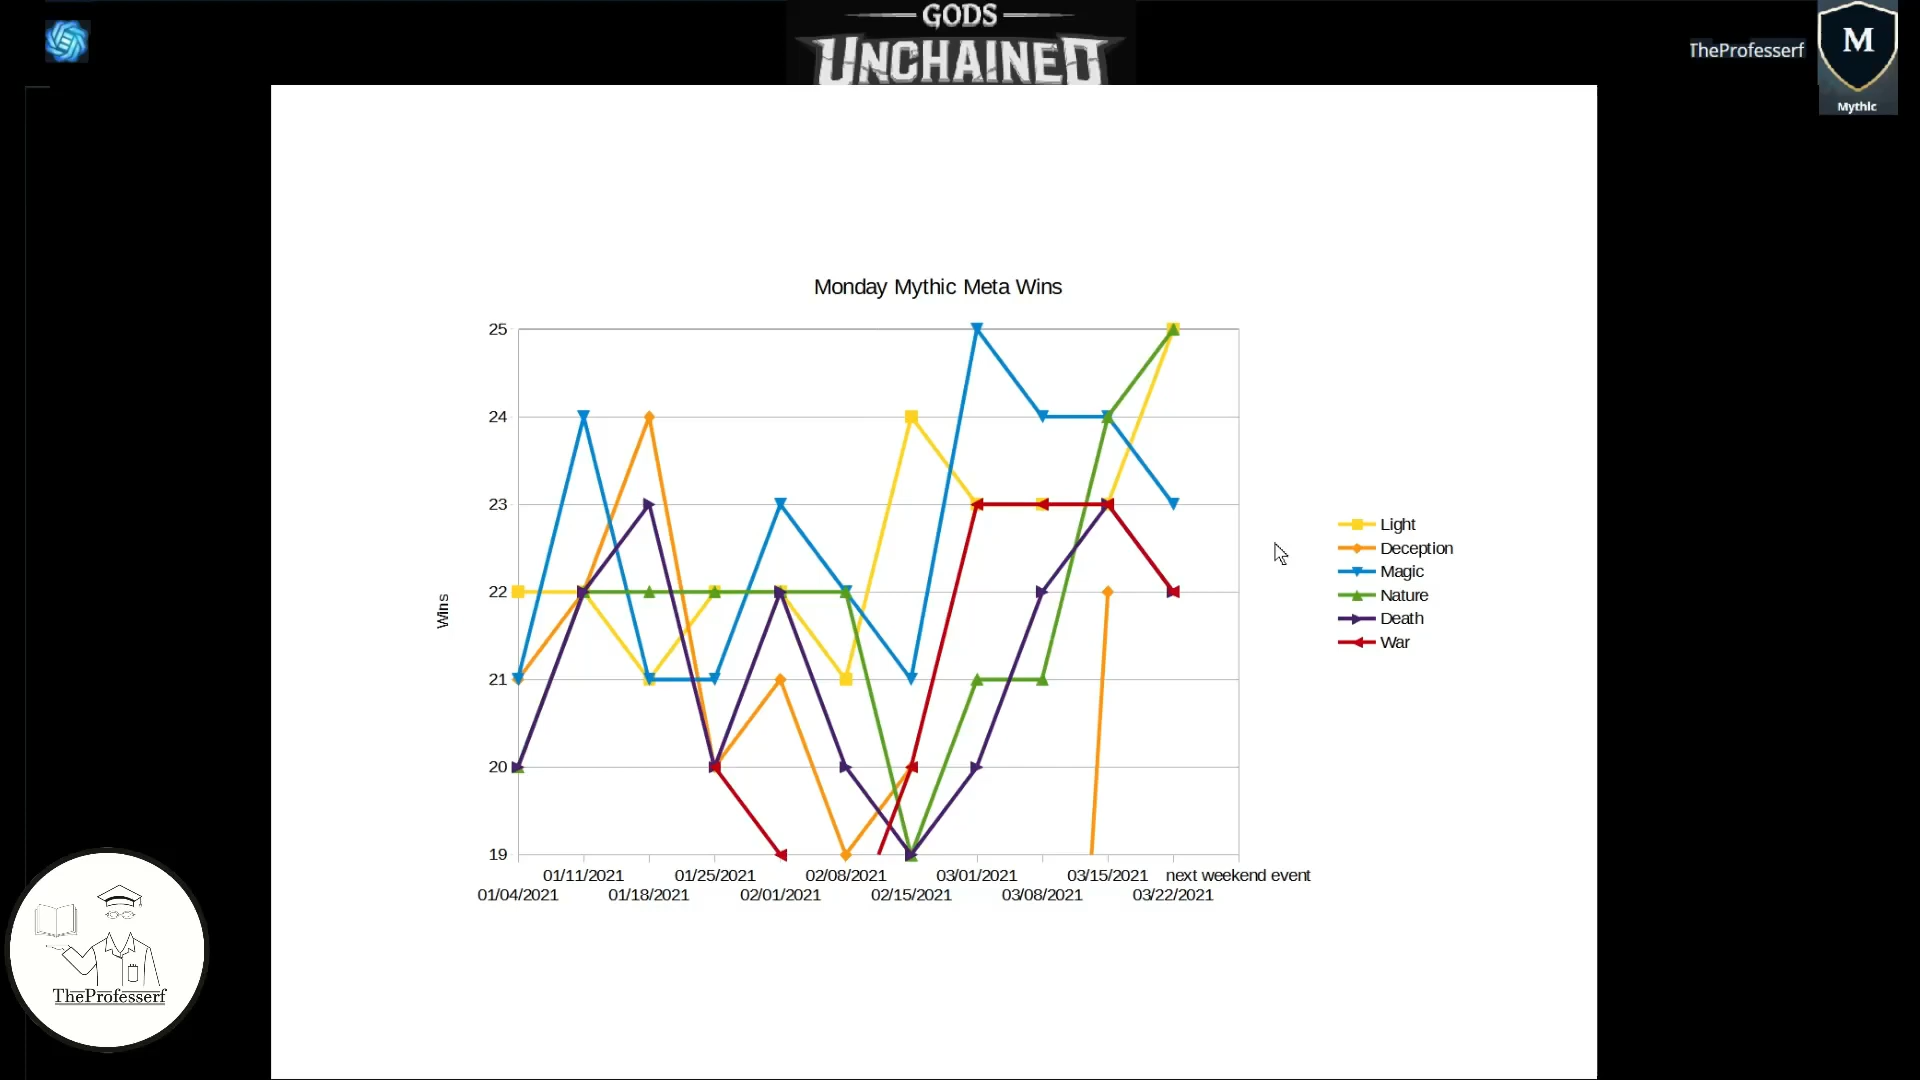 GODS
UNCHAINED
TheProfesserf
M
Mythic
Monday Mythic Meta Wins
25
24
23
22
21
20
19
Wins
01/11/2021 01/25/2021 02/08/2021 03/01/2021 03/15/2021 next weekend event
01/04/2021 01/18/2021 02/01/2021 02/15/2021 03/08/2021 03/22/2021
Light
Deception
Magic
Nature
Death
War
TheProfesserf